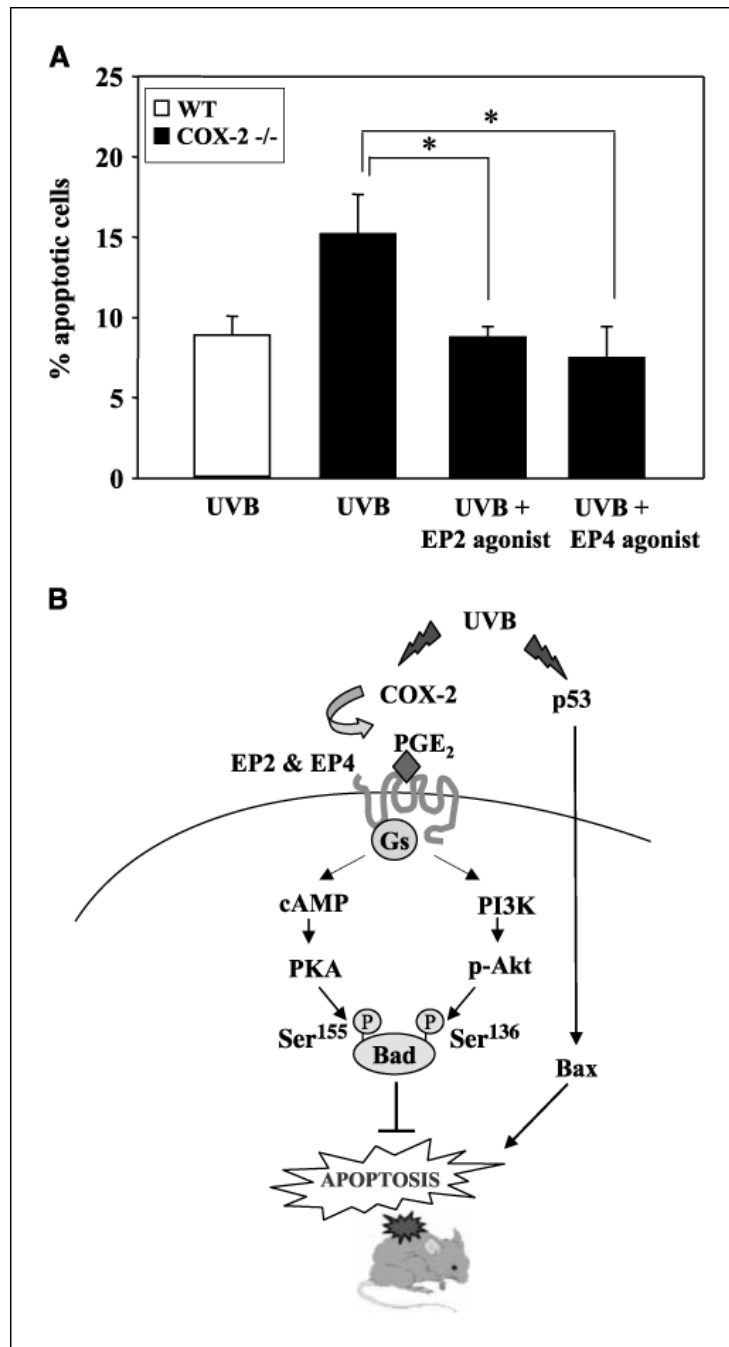 A
25
20
15
10
5
0
% apoptotic cells
WT
COX-2 -/-
*
*
UVB
UVB
UVB +
EP2 agonist
UVB +
EP4 agonist
B
UVB
COX-2
p53
PGE₂
EP2 & EP4
Gs
cAMP
PI3K
PKA
p-Akt
P
P
Ser¹⁵⁵
Ser¹³⁶
Bad
Bax
APOPTOSIS